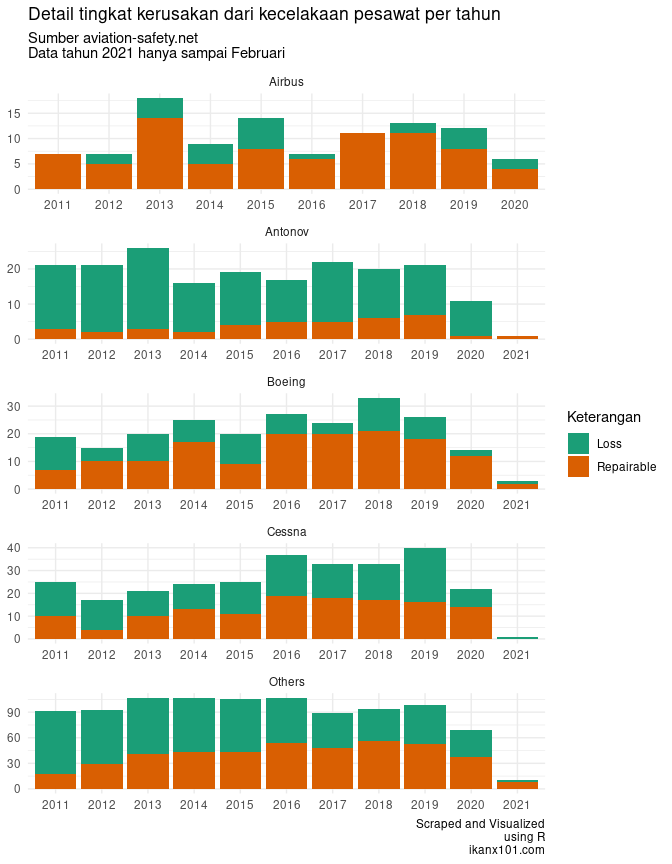 Detail tingkat kerusakan dari kecelakaan pesawat per tahun
Sumber aviation-safety.net
Data tahun 2021 hanya sampai Februari
Airbus
15
10
5
0
2011 2012 2013 2014 2015 2016 2017 2018 2019 2020
Antonov
20
10
0
2011 2012 2013 2014 2015 2016 2017 2018 2019 2020 2021
Boeing
30
20
10
0
2011 2012 2013 2014 2015 2016 2017 2018 2019 2020 2021
Keterangan
Loss
Repairable
Cessna
40
30
20
10
0
2011 2012 2013 2014 2015 2016 2017 2018 2019 2020 2021
Others
90
60
30
0
2011 2012 2013 2014 2015 2016 2017 2018 2019 2020 2021
Scraped and Visualized
using R
ikanx101.com